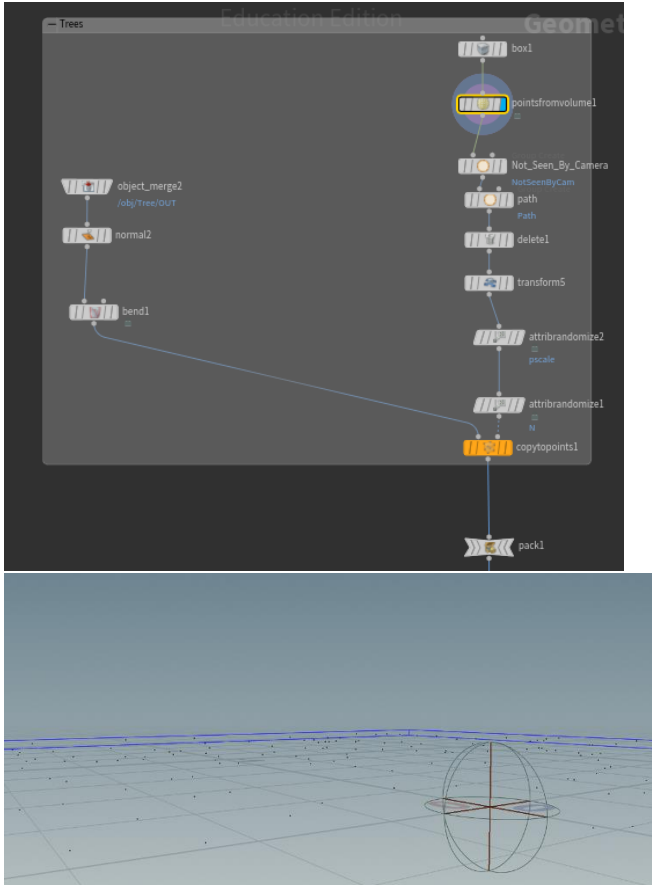 Education Edition
Geomet
Trees
box1
pointsfromvolume1
Not_Seen_By_Camera
NotSeenByCam
object_merge2
/obj/Tree/OUT
path
Path
normal2
delete1
transform5
bend1
attribrandomize2
pscale
attribrandomize1
N
copytopoints1
pack1